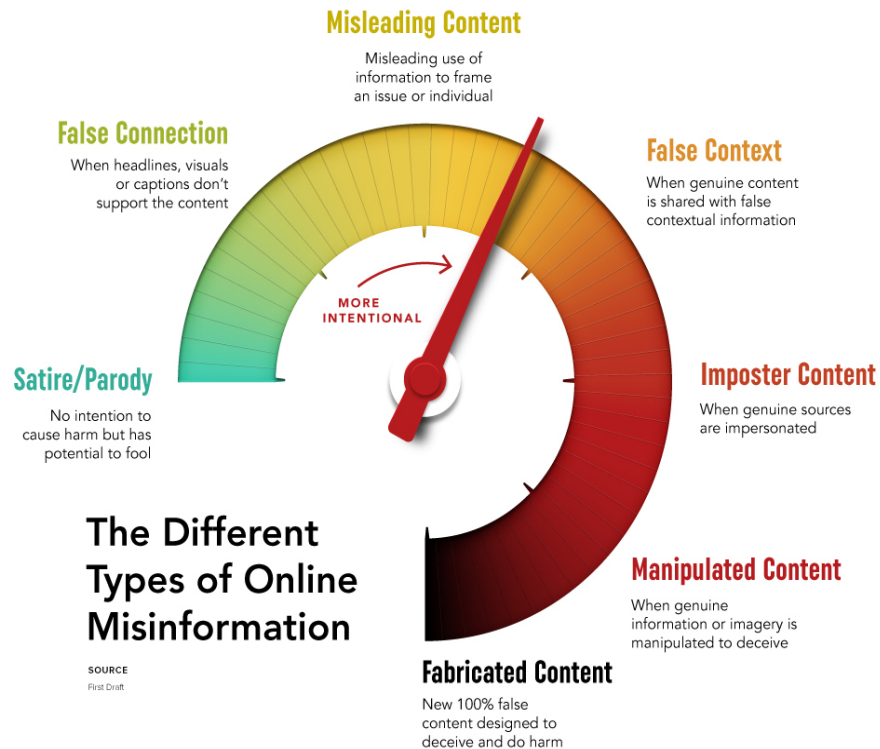 Misleading Content
Misleading use of
information to frame
an issue or individual
False Connection
When headlines, visuals
or captions don't
support the content
False Context
When genuine content
is shared with false
contextual information
MORE
INTENTIONAL
Satire/Parody
No intention to
cause harm but has
potential to fool
Imposter Content
When genuine sources
are impersonated
The Different
Types of Online
Misinformation
SOURCE
First Draft
Manipulated Content
When genuine
information or imagery is
manipulated to deceive
Fabricated Content
New 100% false
content designed to
deceive and do harm